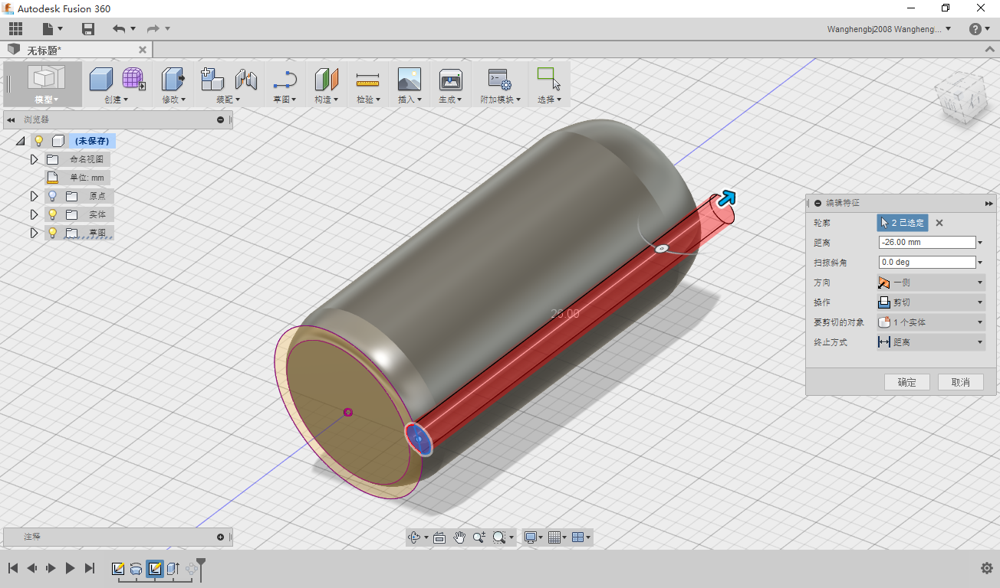 Autodesk Fusion 360
Wanghengbj2008 Wangheng!...
无标题*
模型
创建
修改
装配
草图
构造
检验
插入
生成
附加模块
选择
浏览器
(未保存)
命名视图
单位: mm
原点
实体
草图
26.00
编辑特征
轮廓 2 已选定
距离 -26.00 mm
扫掠斜角 0.0 deg
方向 一侧
操作 剪切
要剪切的对象 1 个实体
终止方式 距离
确定 取消
注释